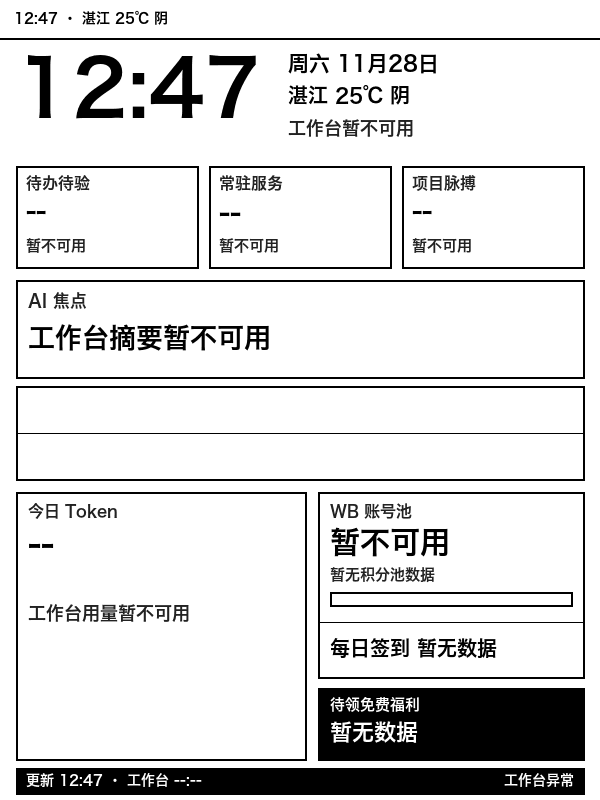 12:47 · 湛江 25℃ 阴
12:47
周六 11月28日
湛江 25℃ 阴
工作台暂不可用
待办待验
--
暂不可用
常驻服务
--
暂不可用
项目脉搏
--
暂不可用
AI 焦点
工作台摘要暂不可用
今日 Token
--
工作台用量暂不可用
WB 账号池
暂不可用
暂无积分池数据
每日签到 暂无数据
待领免费福利
暂无数据
更新 12:47 · 工作台 --:--
工作台异常